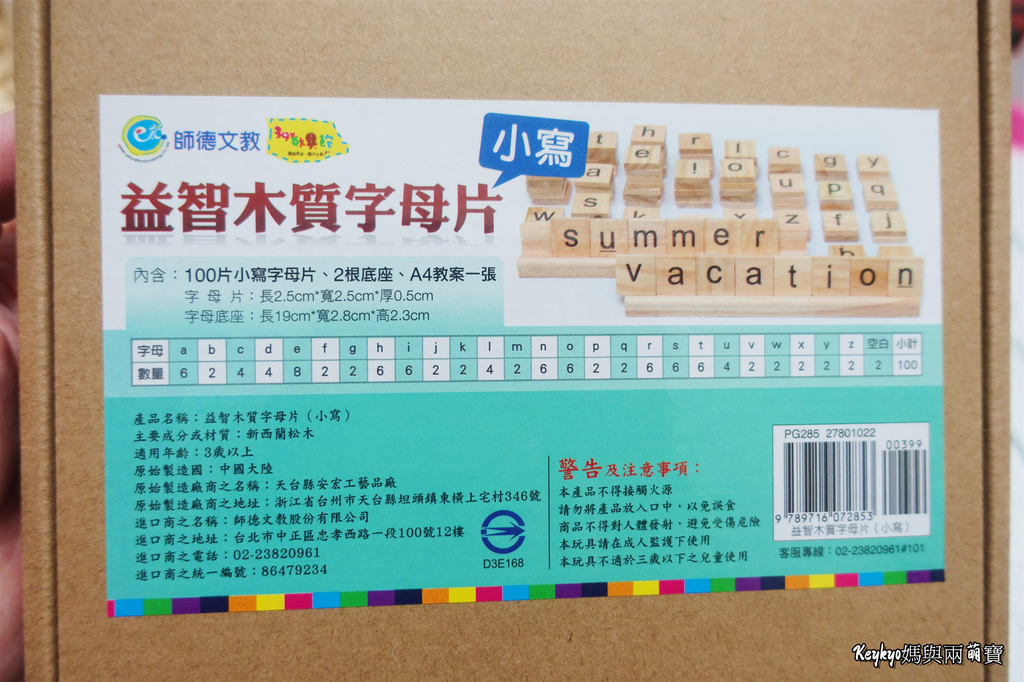 師德文教
益智木質字母片
小寫
t h r l c g y
a e ! o u p q
w s k z f j
summer
vacation
內含：100片小寫字母片、2根底座、A4教案一張
字母片：長2.5cm*寬2.5cm*厚0.5cm
字母底座：長19cm*寬2.8cm*高2.3cm
字母 a b c d e f g h i j k l m n o p q r s t u v w x y z 空白 小計
數量 6 2 4 4 8 2 2 6 6 2 2 4 2 6 6 2 2 6 6 6 4 2 2 2 2 2 2 100
產品名稱：益智木質字母片（小寫）
主要成分或材質：新西蘭松木
適用年齡：3歲以上
原始製造國：中國大陸
原始製造廠商之名稱：天台縣安宏工藝品廠
原始製造廠商之地址：浙江省台州市天台縣坦頭鎮東橫上宅村346號
進口商之名稱：師德文教股份有限公司
進口商之地址：台北市中正區忠孝西路一段100號12樓
進口商之電話：02-23820961
進口商之統一編號：86479234
D3E168
警告及注意事項：
本產品不得接觸火源
請勿將產品放入口中，以免誤食
商品不得對人體發射，避免受傷危險
本玩具請在成人監護下使用
本玩具不適於三歲以下之兒童使用
PG285 27801022
00399
9 789716 072853
益智木質字母片（小寫）
客服專線：02-23820961#101
Keykyo媽與兩萌寶